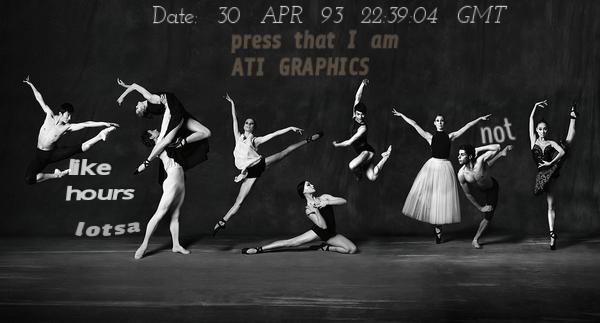 Date: 30 APR 93 22:39:04 GMT
press that I am
ATI GRAPHICS
not
like
hours
lotsa